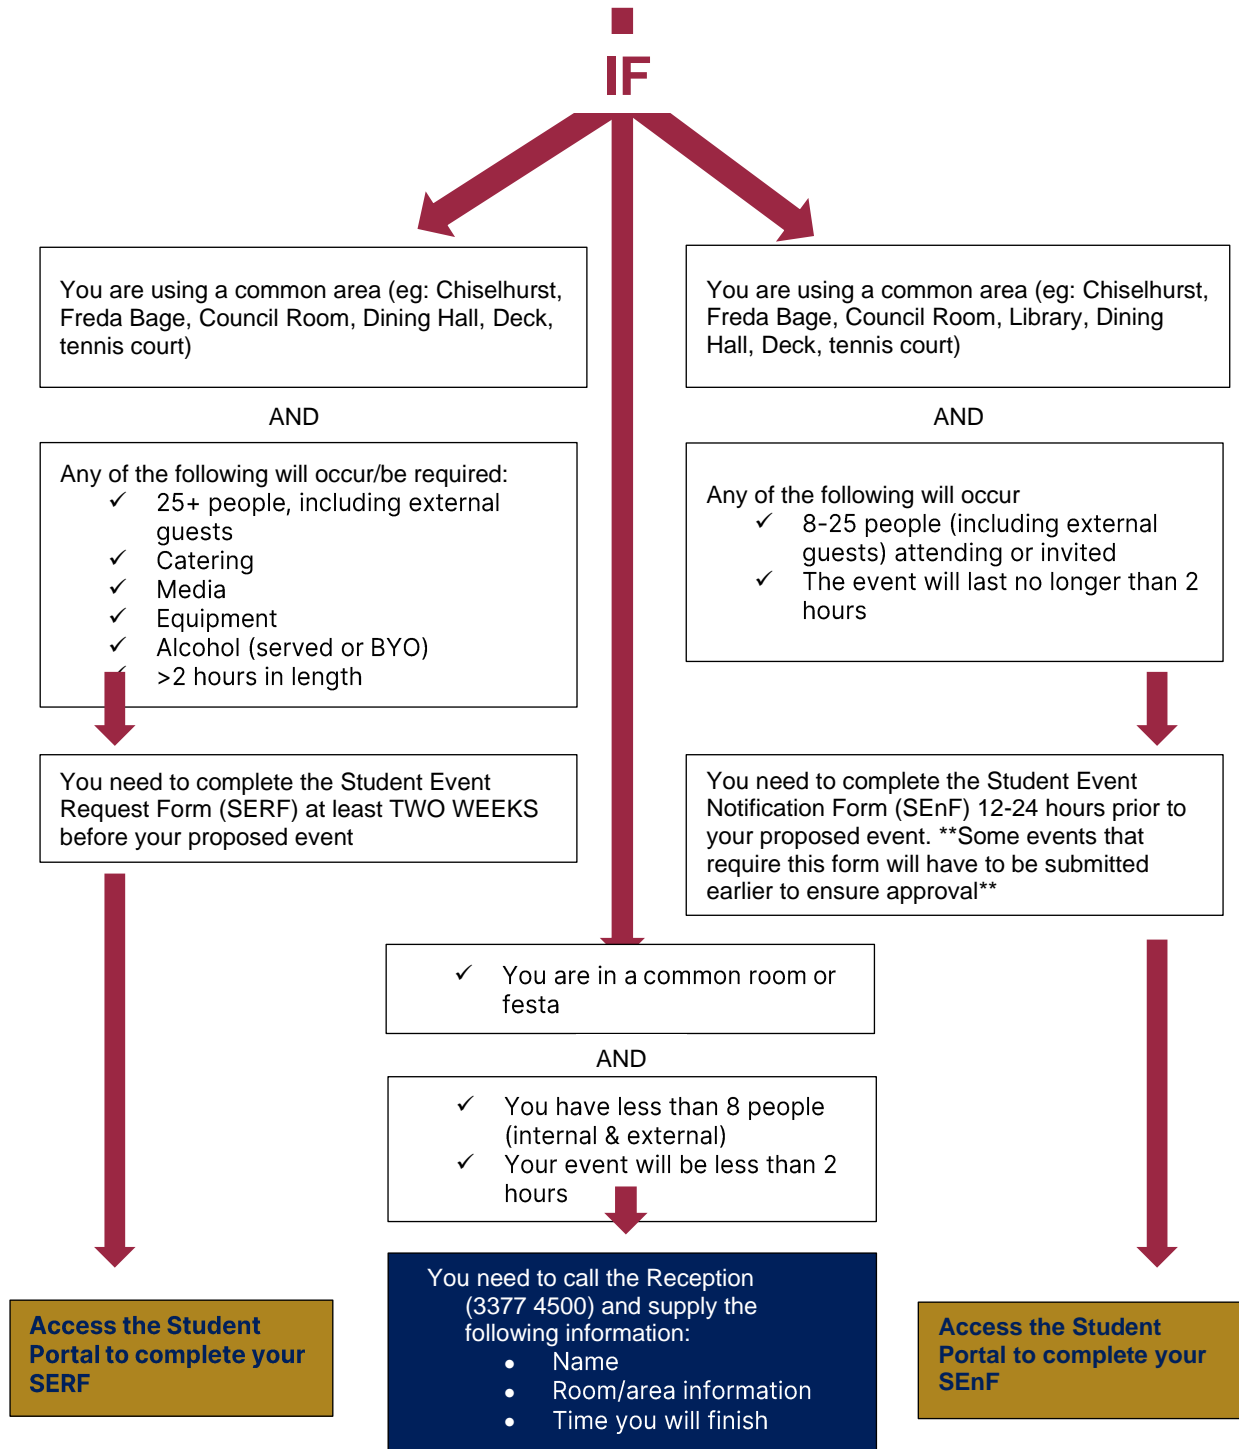 IF
You are using a common area (eg: Chiselhurst,
Freda Bage, Council Room, Dining Hall, Deck,
tennis court)
AND
Any of the following will occur/be required:
✓ 25+ people, including external
guests
✓ Catering
✓ Media
✓ Equipment
✓ Alcohol (served or BYO)
✓ >2 hours in length
You need to complete the Student Event
Request Form (SERF) at least TWO WEEKS
before your proposed event
Access the Student
Portal to complete your
SERF
You are using a common area (eg: Chiselhurst,
Freda Bage, Council Room, Library, Dining
Hall, Deck, tennis court)
AND
Any of the following will occur
✓ 8-25 people (including external
guests) attending or invited
✓ The event will last no longer than 2
hours
You need to complete the Student Event
Notification Form (SEnF) 12-24 hours prior to
your proposed event. **Some events that
require this form will have to be submitted
earlier to ensure approval**
Access the Student
Portal to complete your
SEnF
✓ You are in a common room or
festa
AND
✓ You have less than 8 people
(internal & external)
✓ Your event will be less than 2
hours
You need to call the Reception
(3377 4500) and supply the
following information:
• Name
• Room/area information
• Time you will finish